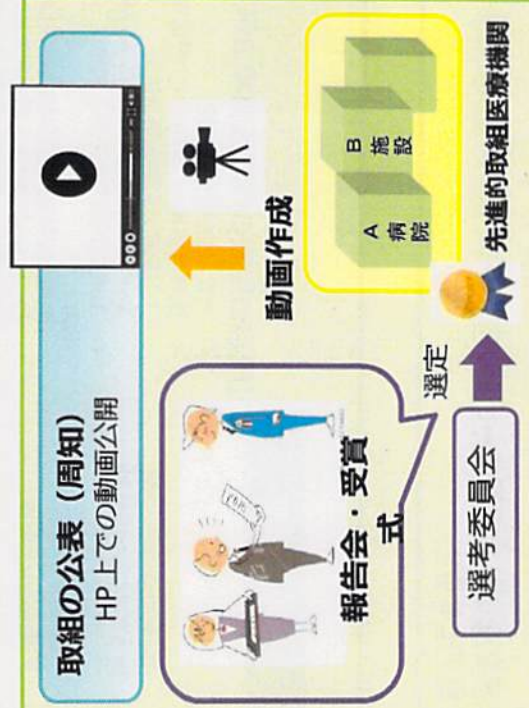 取組の公表（周知）
HP上での動画公開
動画作成
報告会・受賞
式
A
病
院
B
施
設
選考委員会
選定
先進的取組医療機関